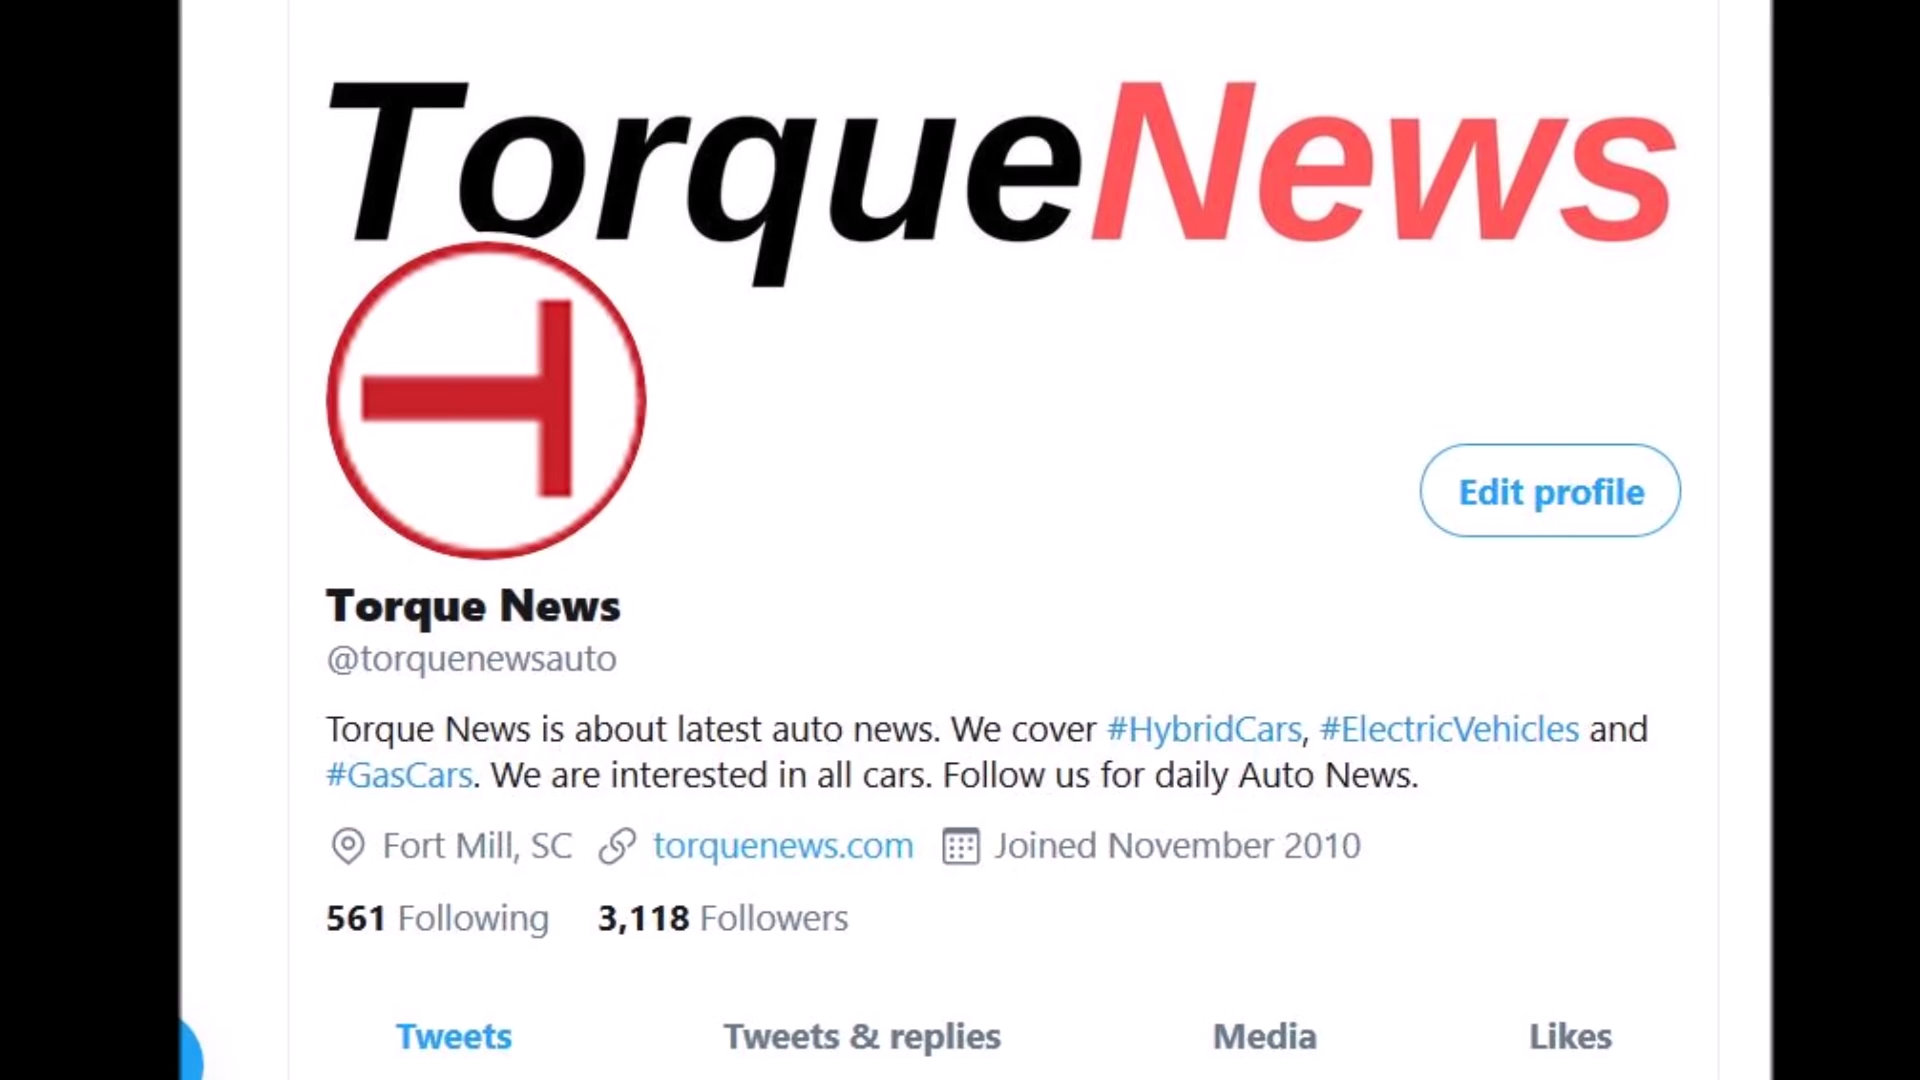 TorqueNews
T
Edit profile
Torque News
@torquenewsauto
Torque News is about latest auto news. We cover #HybridCars, #ElectricVehicles and
#GasCars. We are interested in all cars. Follow us for daily Auto News.
Fort Mill, SC torquenews.com Joined November 2010
561 Following 3,118 Followers
Tweets Tweets & replies Media Likes